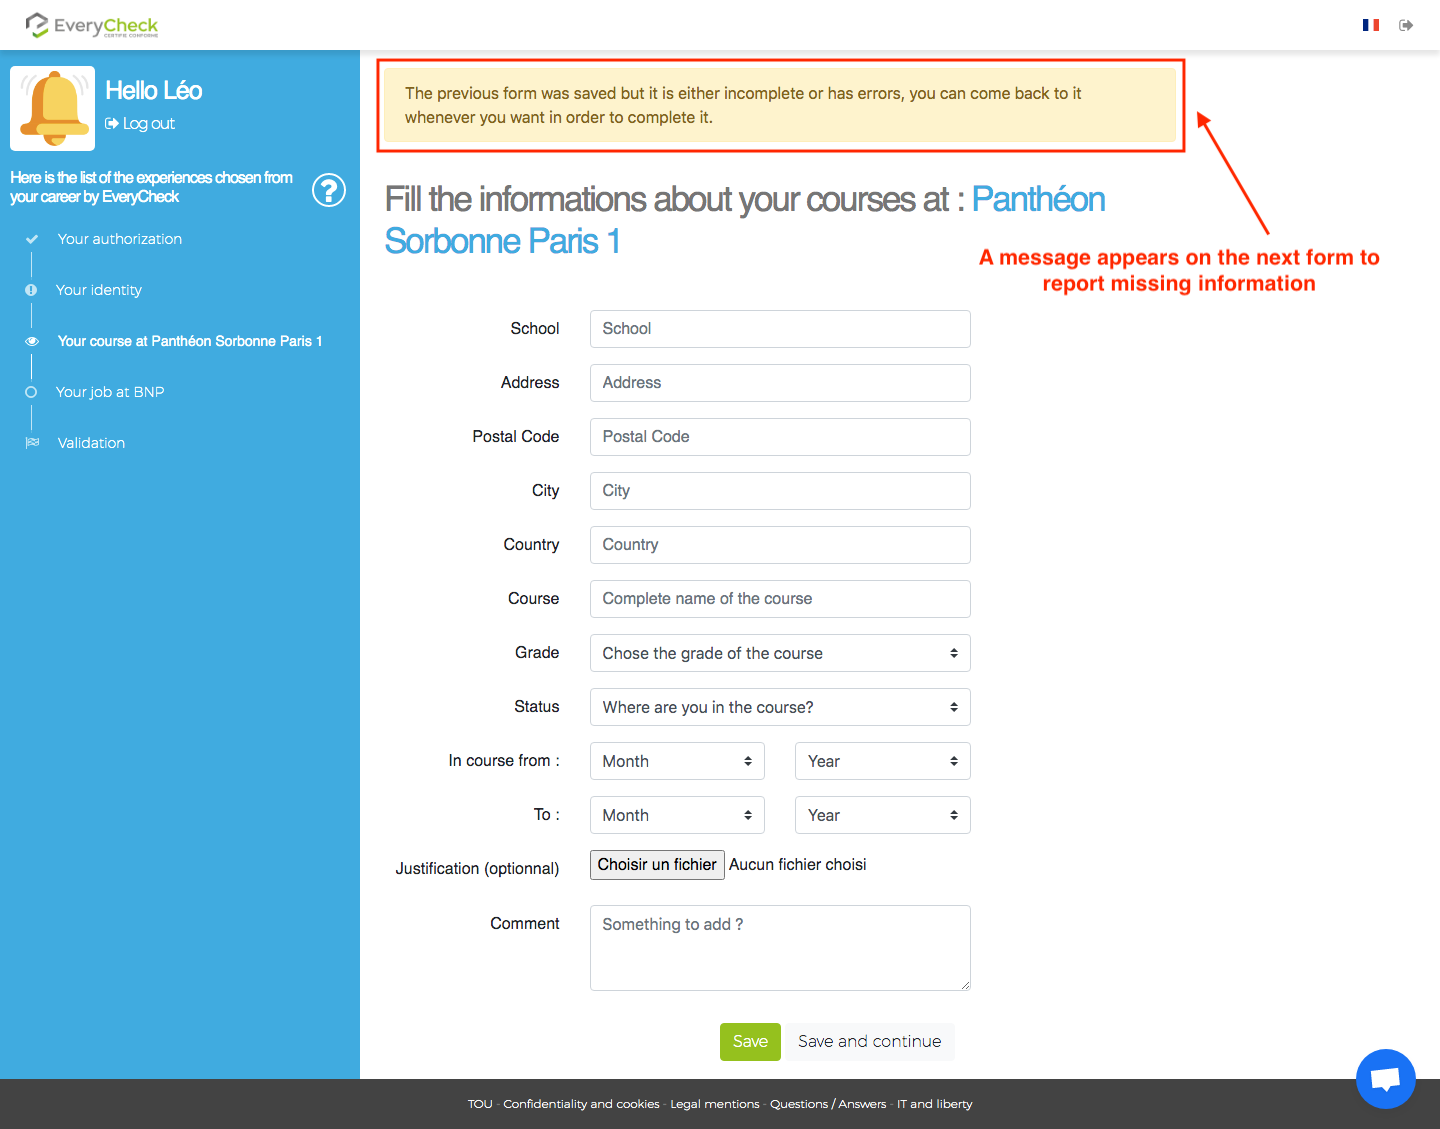 EveryCheck
CERTIFIÉ CONFORME
Hello Léo
Log out
Here is the list of the experiences chosen from
your career by EveryCheck
?
Your authorization
Your identity
Your course at Panthéon Sorbonne Paris 1
Your job at BNP
Validation
The previous form was saved but it is either incomplete or has errors, you can come back to it
whenever you want in order to complete it.
A message appears on the next form to
report missing information
Fill the informations about your courses at : Panthéon
Sorbonne Paris 1
School School
Address Address
Postal Code Postal Code
City City
Country Country
Course Complete name of the course
Grade Chose the grade of the course
Status Where are you in the course?
In course from : Month Year
To : Month Year
Justification (optionnal) Choisir un fichier Aucun fichier choisi
Comment Something to add ?
Save Save and continue
TOU - Confidentiality and cookies - Legal mentions - Questions / Answers - IT and liberty